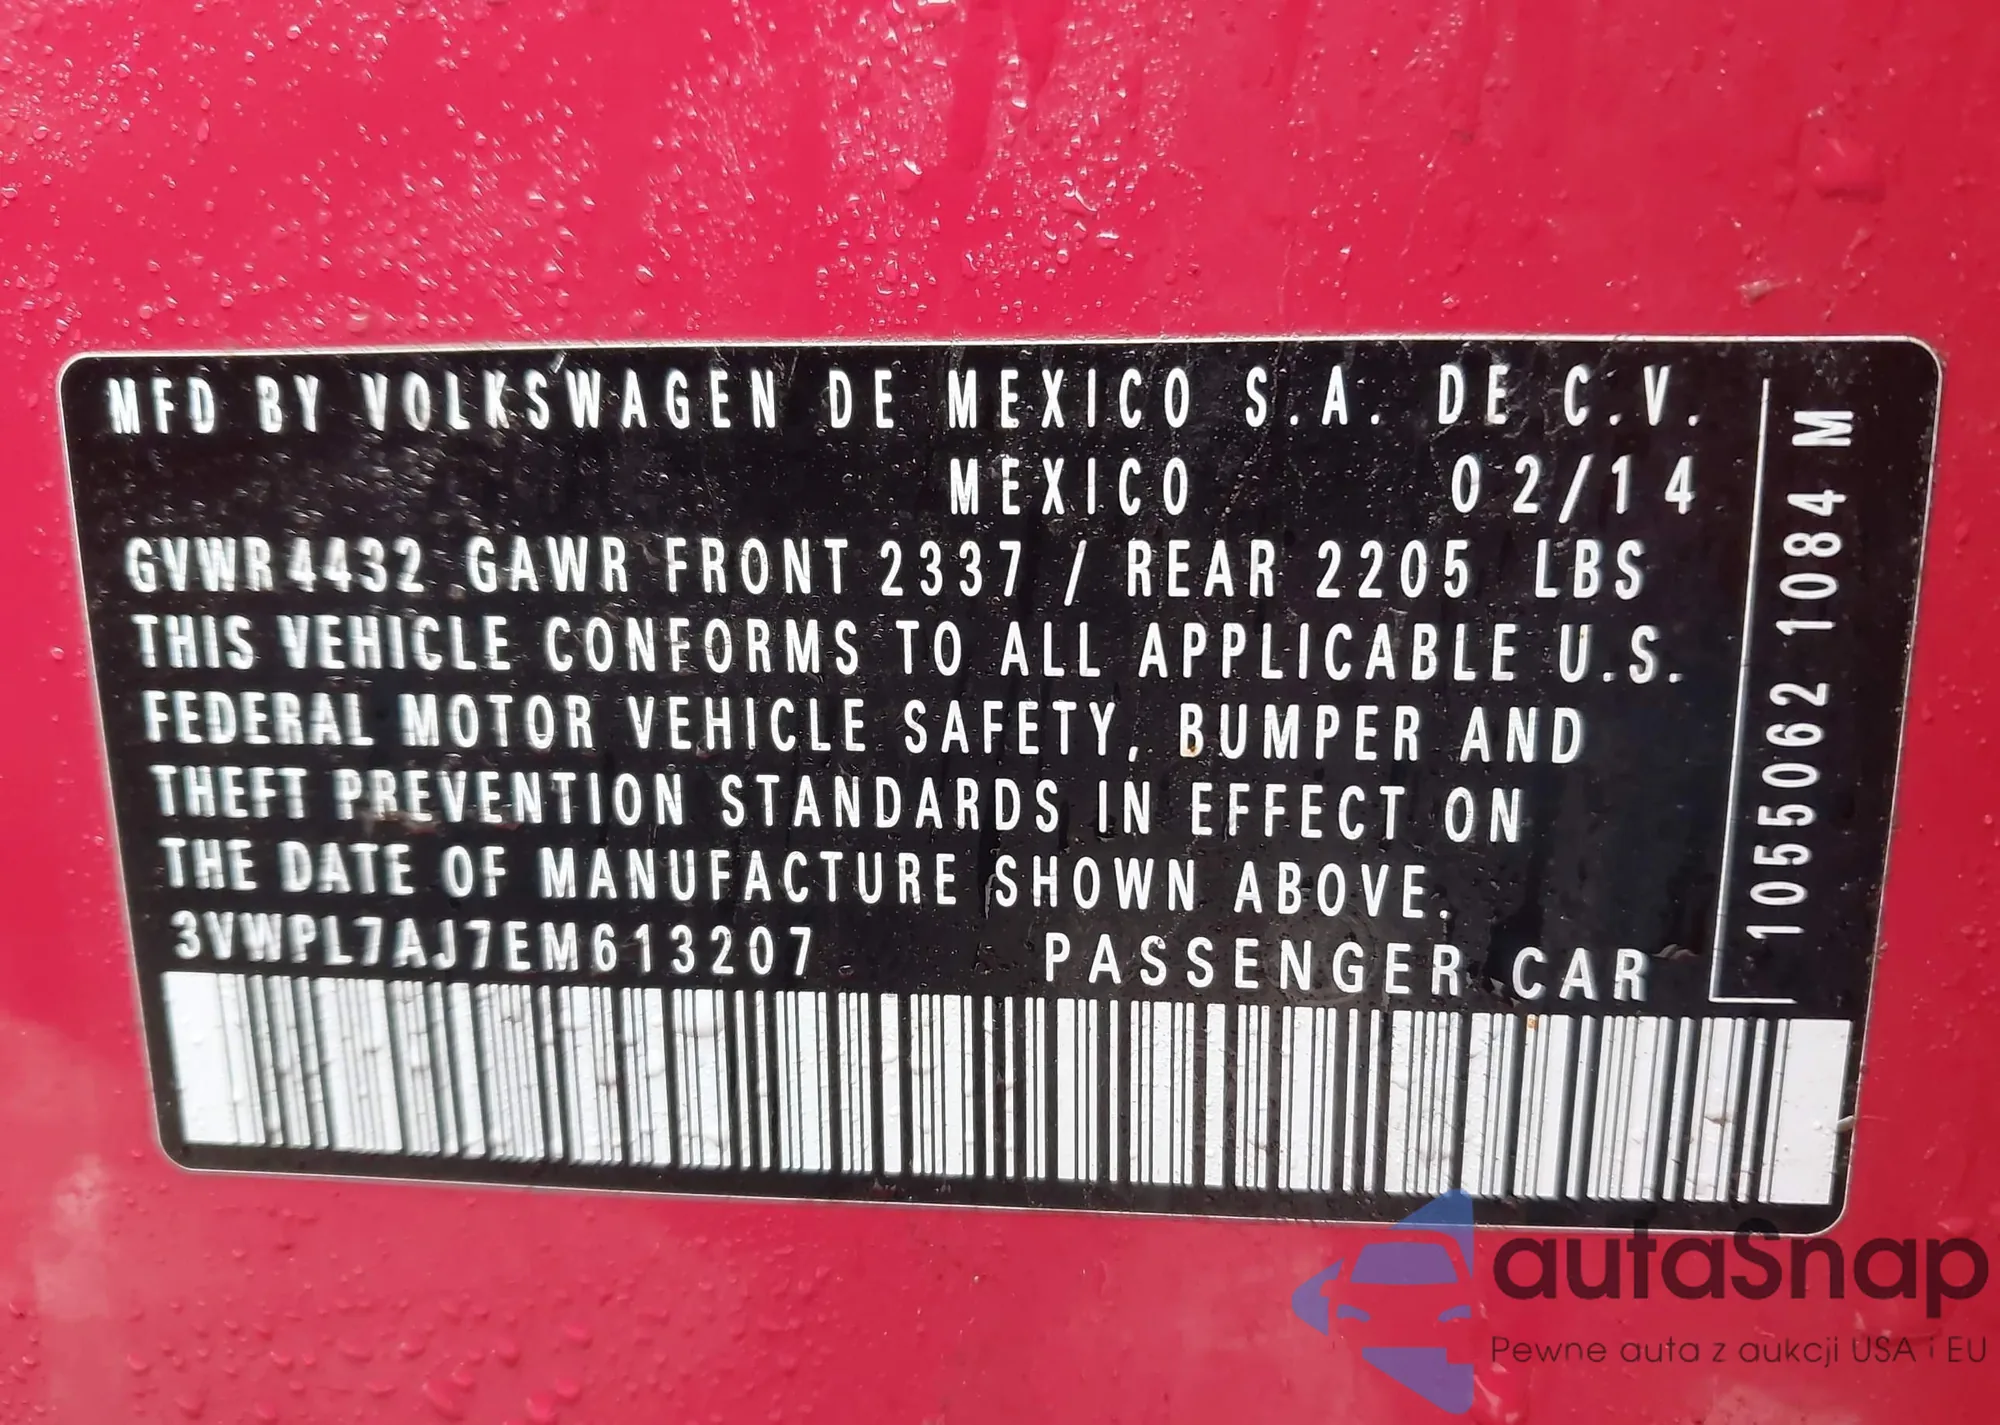 MFD BY VOLKSWAGEN DE MEXICO S.A. DE C.V.
MEXICO 02/14
GVWR 4432 GAWR FRONT 2337 / REAR 2205 LBS
THIS VEHICLE CONFORMS TO ALL APPLICABLE U.S.
FEDERAL MOTOR VEHICLE SAFETY, BUMPER AND
THEFT PREVENTION STANDARDS IN EFFECT ON
THE DATE OF MANUFACTURE SHOWN ABOVE.
3VWPL7AJ7EM613207 PASSENGER CAR
1055062 1084 M
autaSnap
Pewne auta z aukcji USA i EU